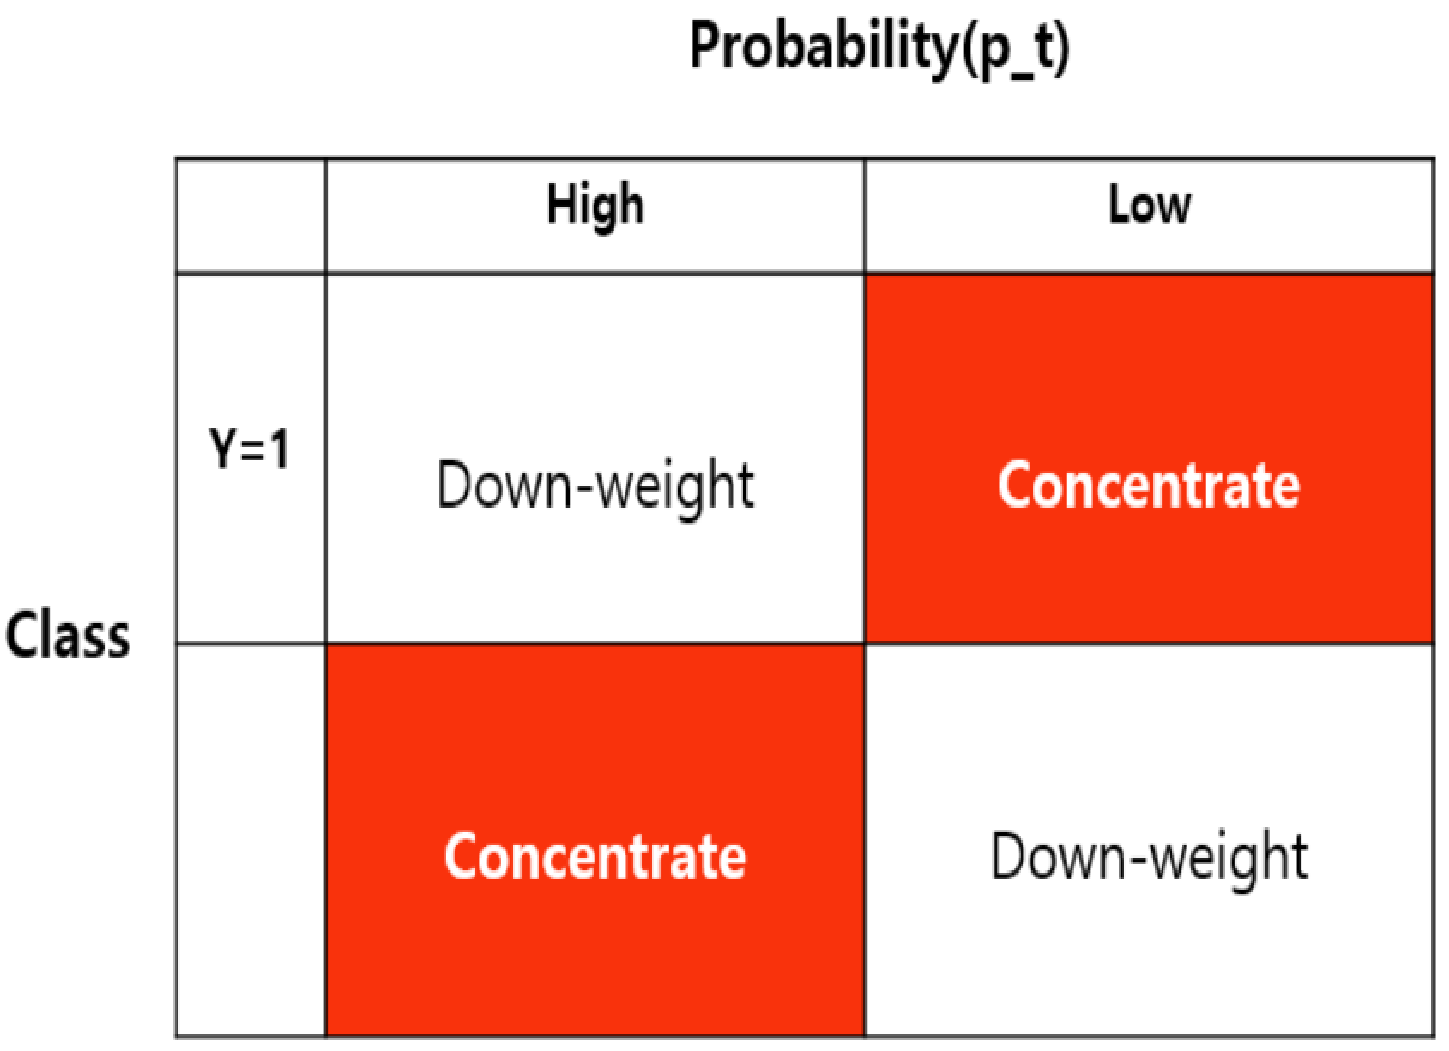 Probability(p_t)
High Low
Y=1 Down-weight Concentrate
Class
Concentrate Down-weight